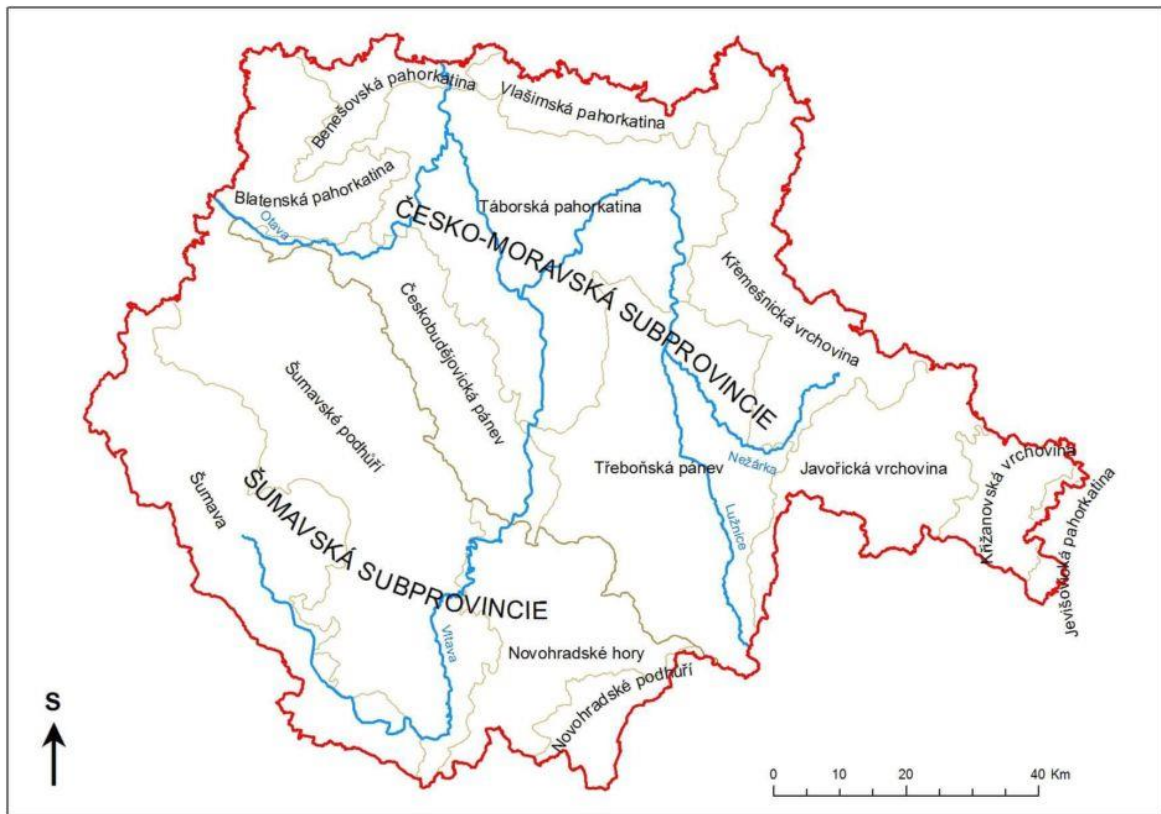 Benešovská pahorkatina
Vlašimská pahorkatina
Blatenská pahorkatina
Otava
Táborská pahorkatina
ČESKO-MORAVSKÁ SUBPROVINCIE
Křemešnická vrchovina
Českobudějovická pánev
Šumavské podhůří
Třeboňská pánev
Nežárka
Javořická vrchovina
Křižanovská vrchovina
Jevišovická pahorkatina
Šumava
ŠUMAVSKÁ SUBPROVINCIE
Lužnice
Vltava
Novohradské hory
Novohradské podhůří
S
0 10 20 40 Km